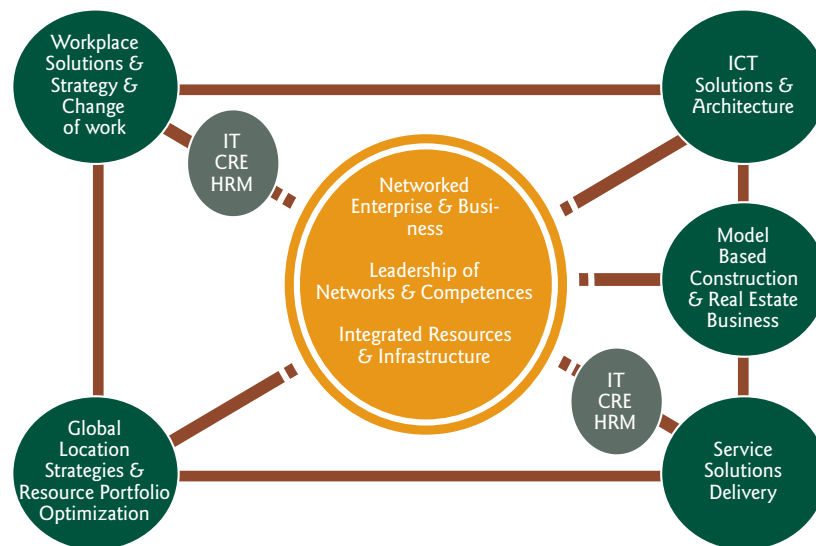 Workplace
Solutions &
Strategy &
Change
of work
ICT
Solutions &
Architecture
IT
CRE
HRM
Networked
Enterprise & Busi-
ness
Leadership of
Networks & Competences
Integrated Resources
& Infrastructure
Model
Based
Construction
& Real Estate
Business
IT
CRE
HRM
Global
Location
Strategies &
Resource Portfolio
Optimization
Service
Solutions
Delivery